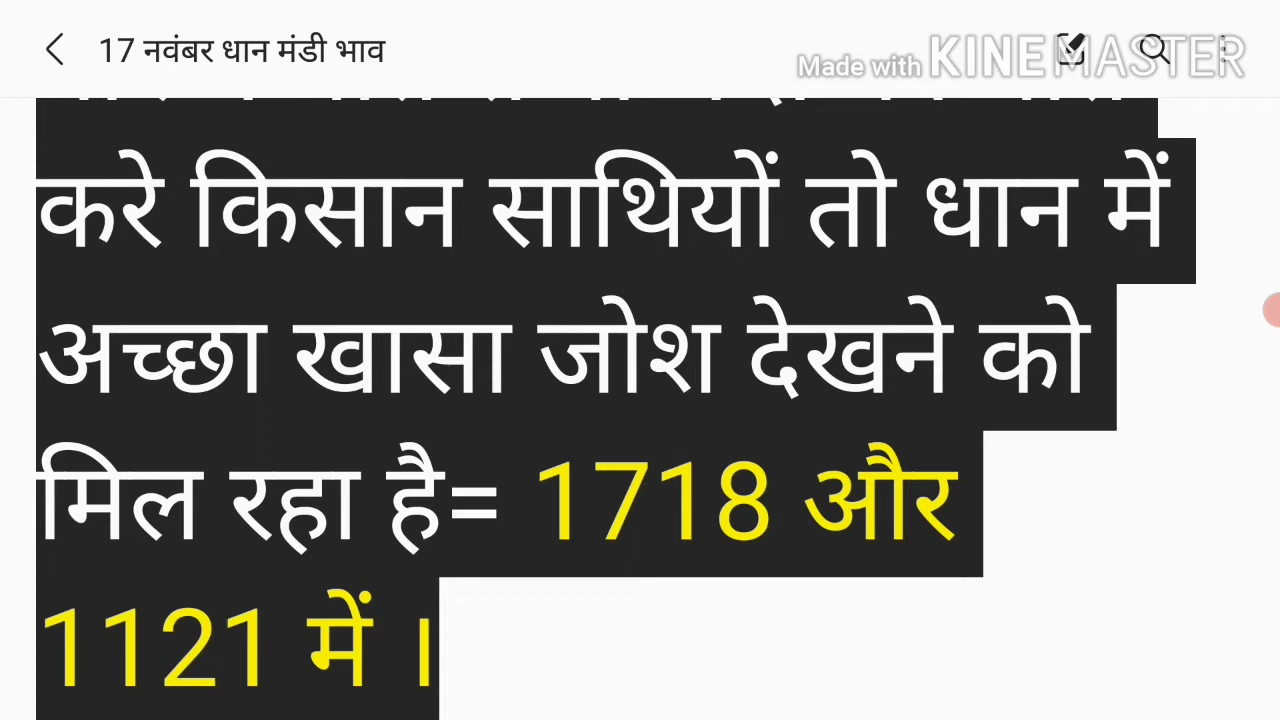 17 नवंबर धान मंडी भाव
Made with KINEMASTER
करे किसान साथियों तो धान में
अच्छा खासा जोश देखने को
मिल रहा है= 1718 और
1121 में ।